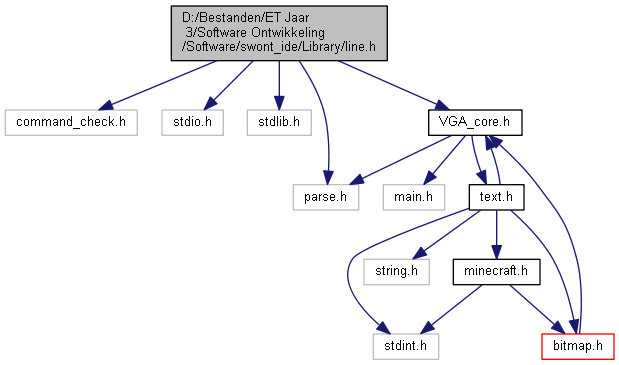 D:/Bestanden/ET Jaar
3/Software Ontwikkeling
/Software/swont_ide/Library/line.h
command_check.h
stdio.h
stdlib.h
VGA_core.h
parse.h
main.h
text.h
string.h
minecraft.h
stdint.h
bitmap.h